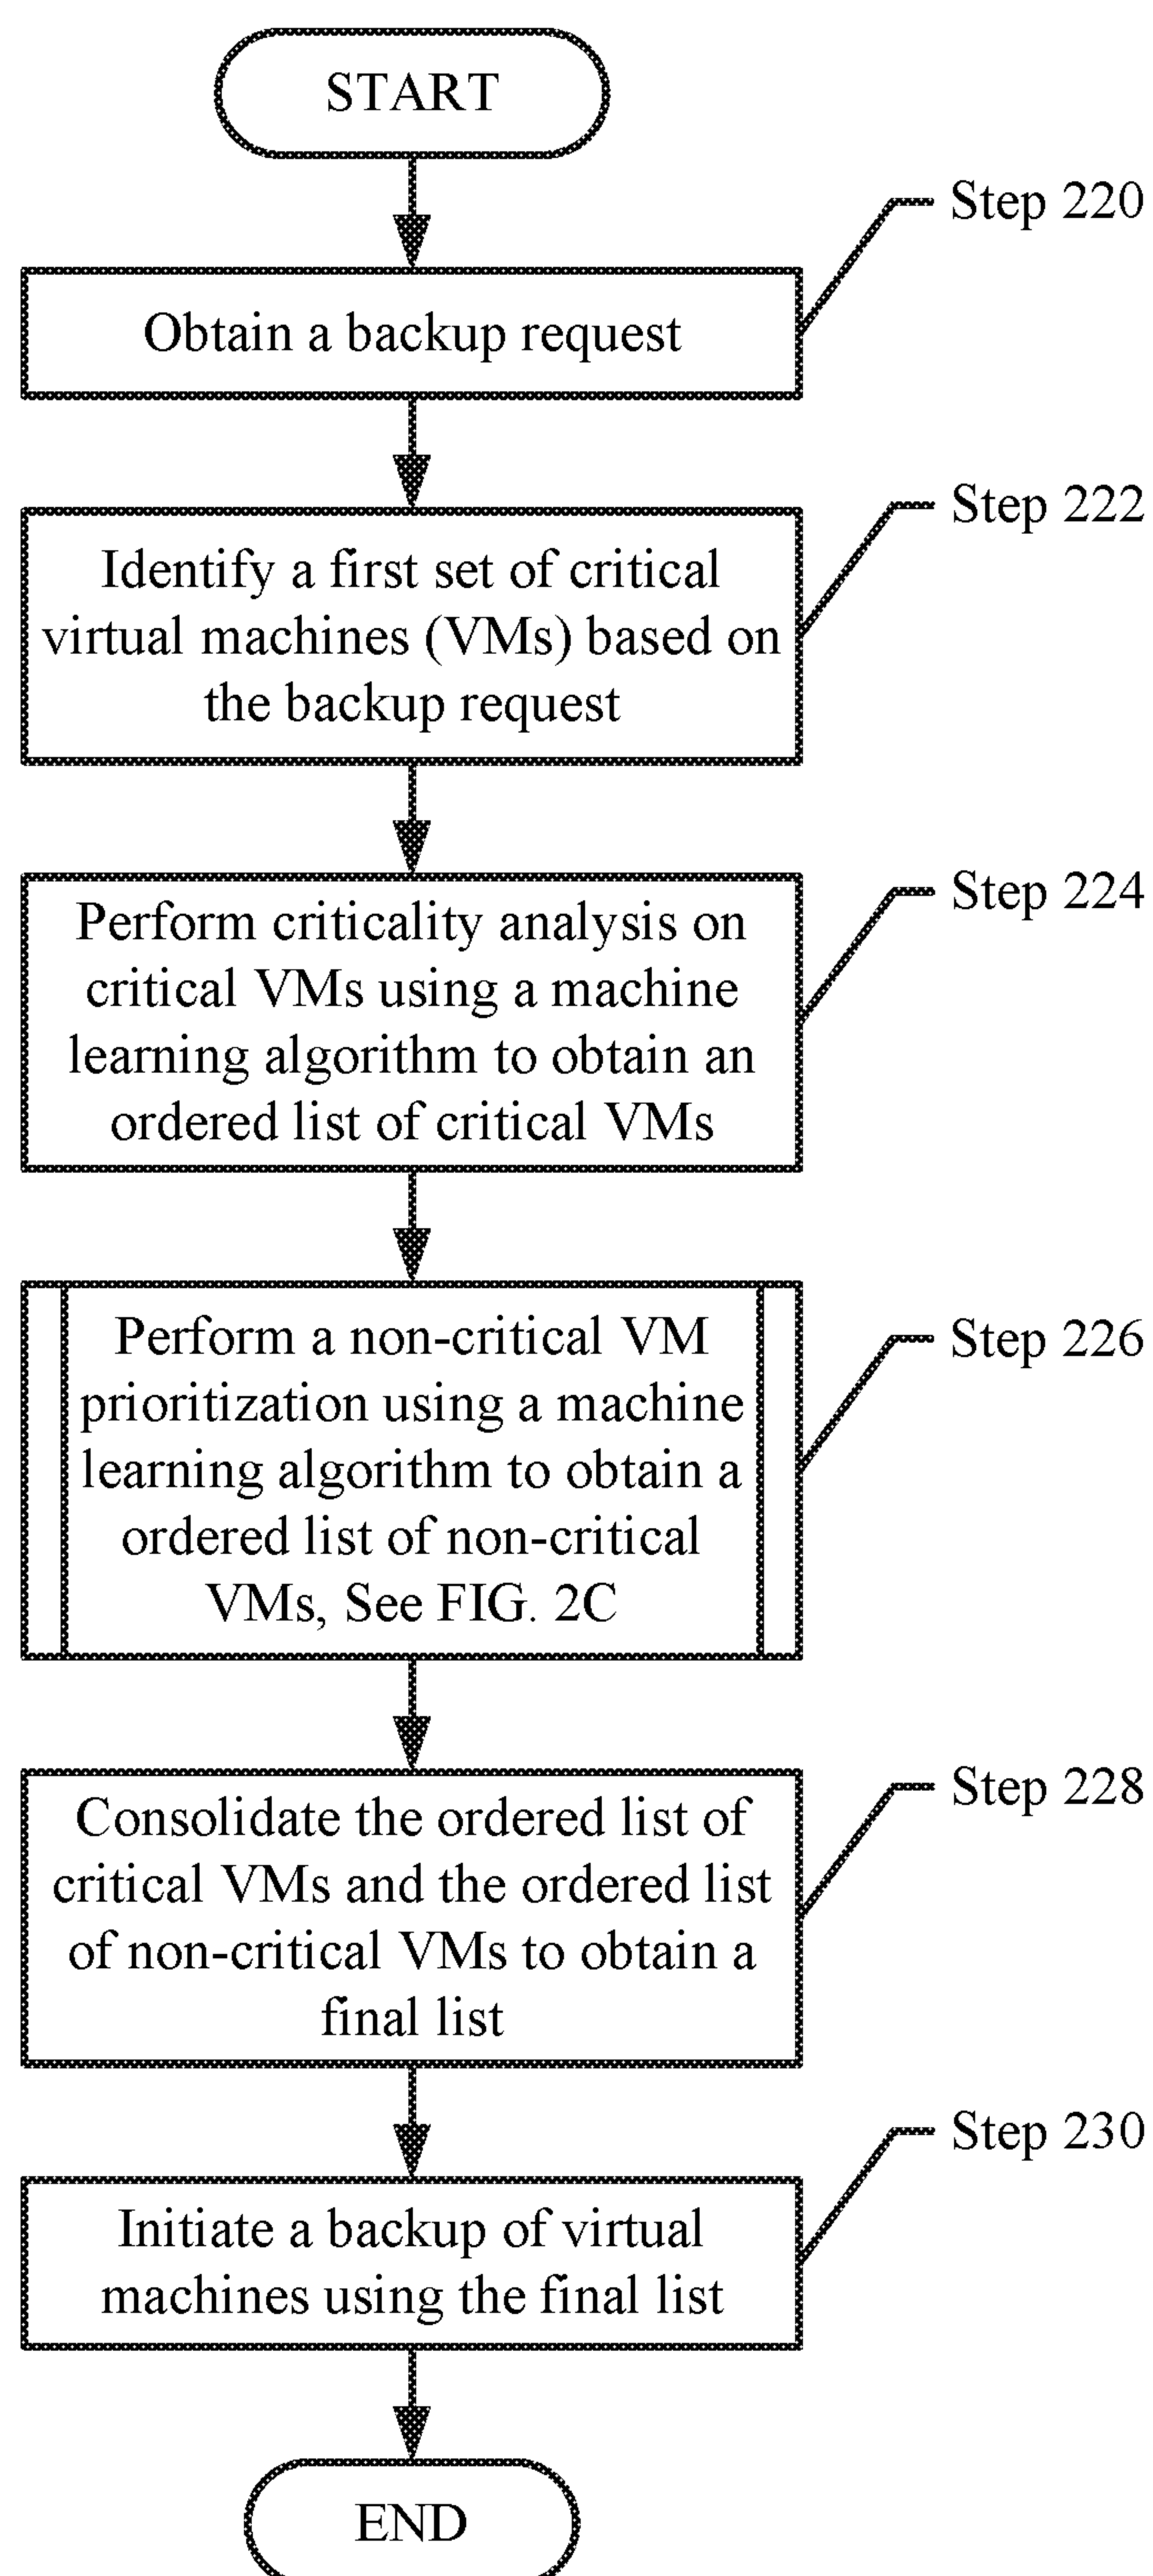 START
Step 220
Obtain a backup request
Step 222
Identify a first set of critical
virtual machines (VMs) based on
the backup request
Step 224
Perform criticality analysis on
critical VMs using a machine
learning algorithm to obtain an
ordered list of critical VMs
Step 226
Perform a non-critical VM
prioritization using a machine
learning algorithm to obtain a
ordered list of non-critical
VMs, See FIG. 2C
Step 228
Consolidate the ordered list of
critical VMs and the ordered list
of non-critical VMs to obtain a
final list
Step 230
Initiate a backup of virtual
machines using the final list
END